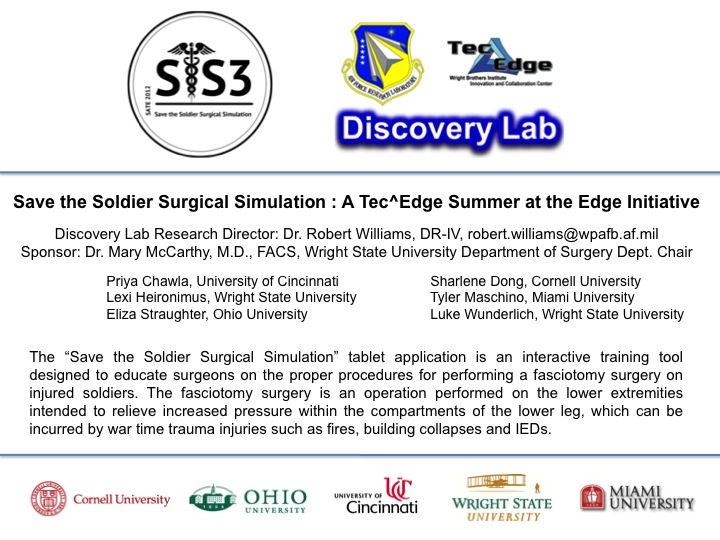 S S3
SATE 2012
Save the Soldier Surgical Simulation
AIR FORCE RESEARCH LABORATORY
Tec Edge
Wright Brothers Institute
Innovation and Collaboration Center
Discovery Lab
Save the Soldier Surgical Simulation : A Tec^Edge Summer at the Edge Initiative
Discovery Lab Research Director: Dr. Robert Williams, DR-IV, robert.williams@wpafb.af.mil
Sponsor: Dr. Mary McCarthy, M.D., FACS, Wright State University Department of Surgery Dept. Chair
Priya Chawla, University of Cincinnati
Lexi Heironimus, Wright State University
Eliza Straughter, Ohio University
Sharlene Dong, Cornell University
Tyler Maschino, Miami University
Luke Wunderlich, Wright State University
The “Save the Soldier Surgical Simulation” tablet application is an interactive training tool
designed to educate surgeons on the proper procedures for performing a fasciotomy surgery on
injured soldiers. The fasciotomy surgery is an operation performed on the lower extremities
intended to relieve increased pressure within the compartments of the lower leg, which can be
incurred by war time trauma injuries such as fires, building collapses and IEDs.
Cornell University
1804
OHIO
UNIVERSITY
UNIVERSITY OF
UC
Cincinnati
WRIGHT STATE
UNIVERSITY
MIAMI
UNIVERSITY